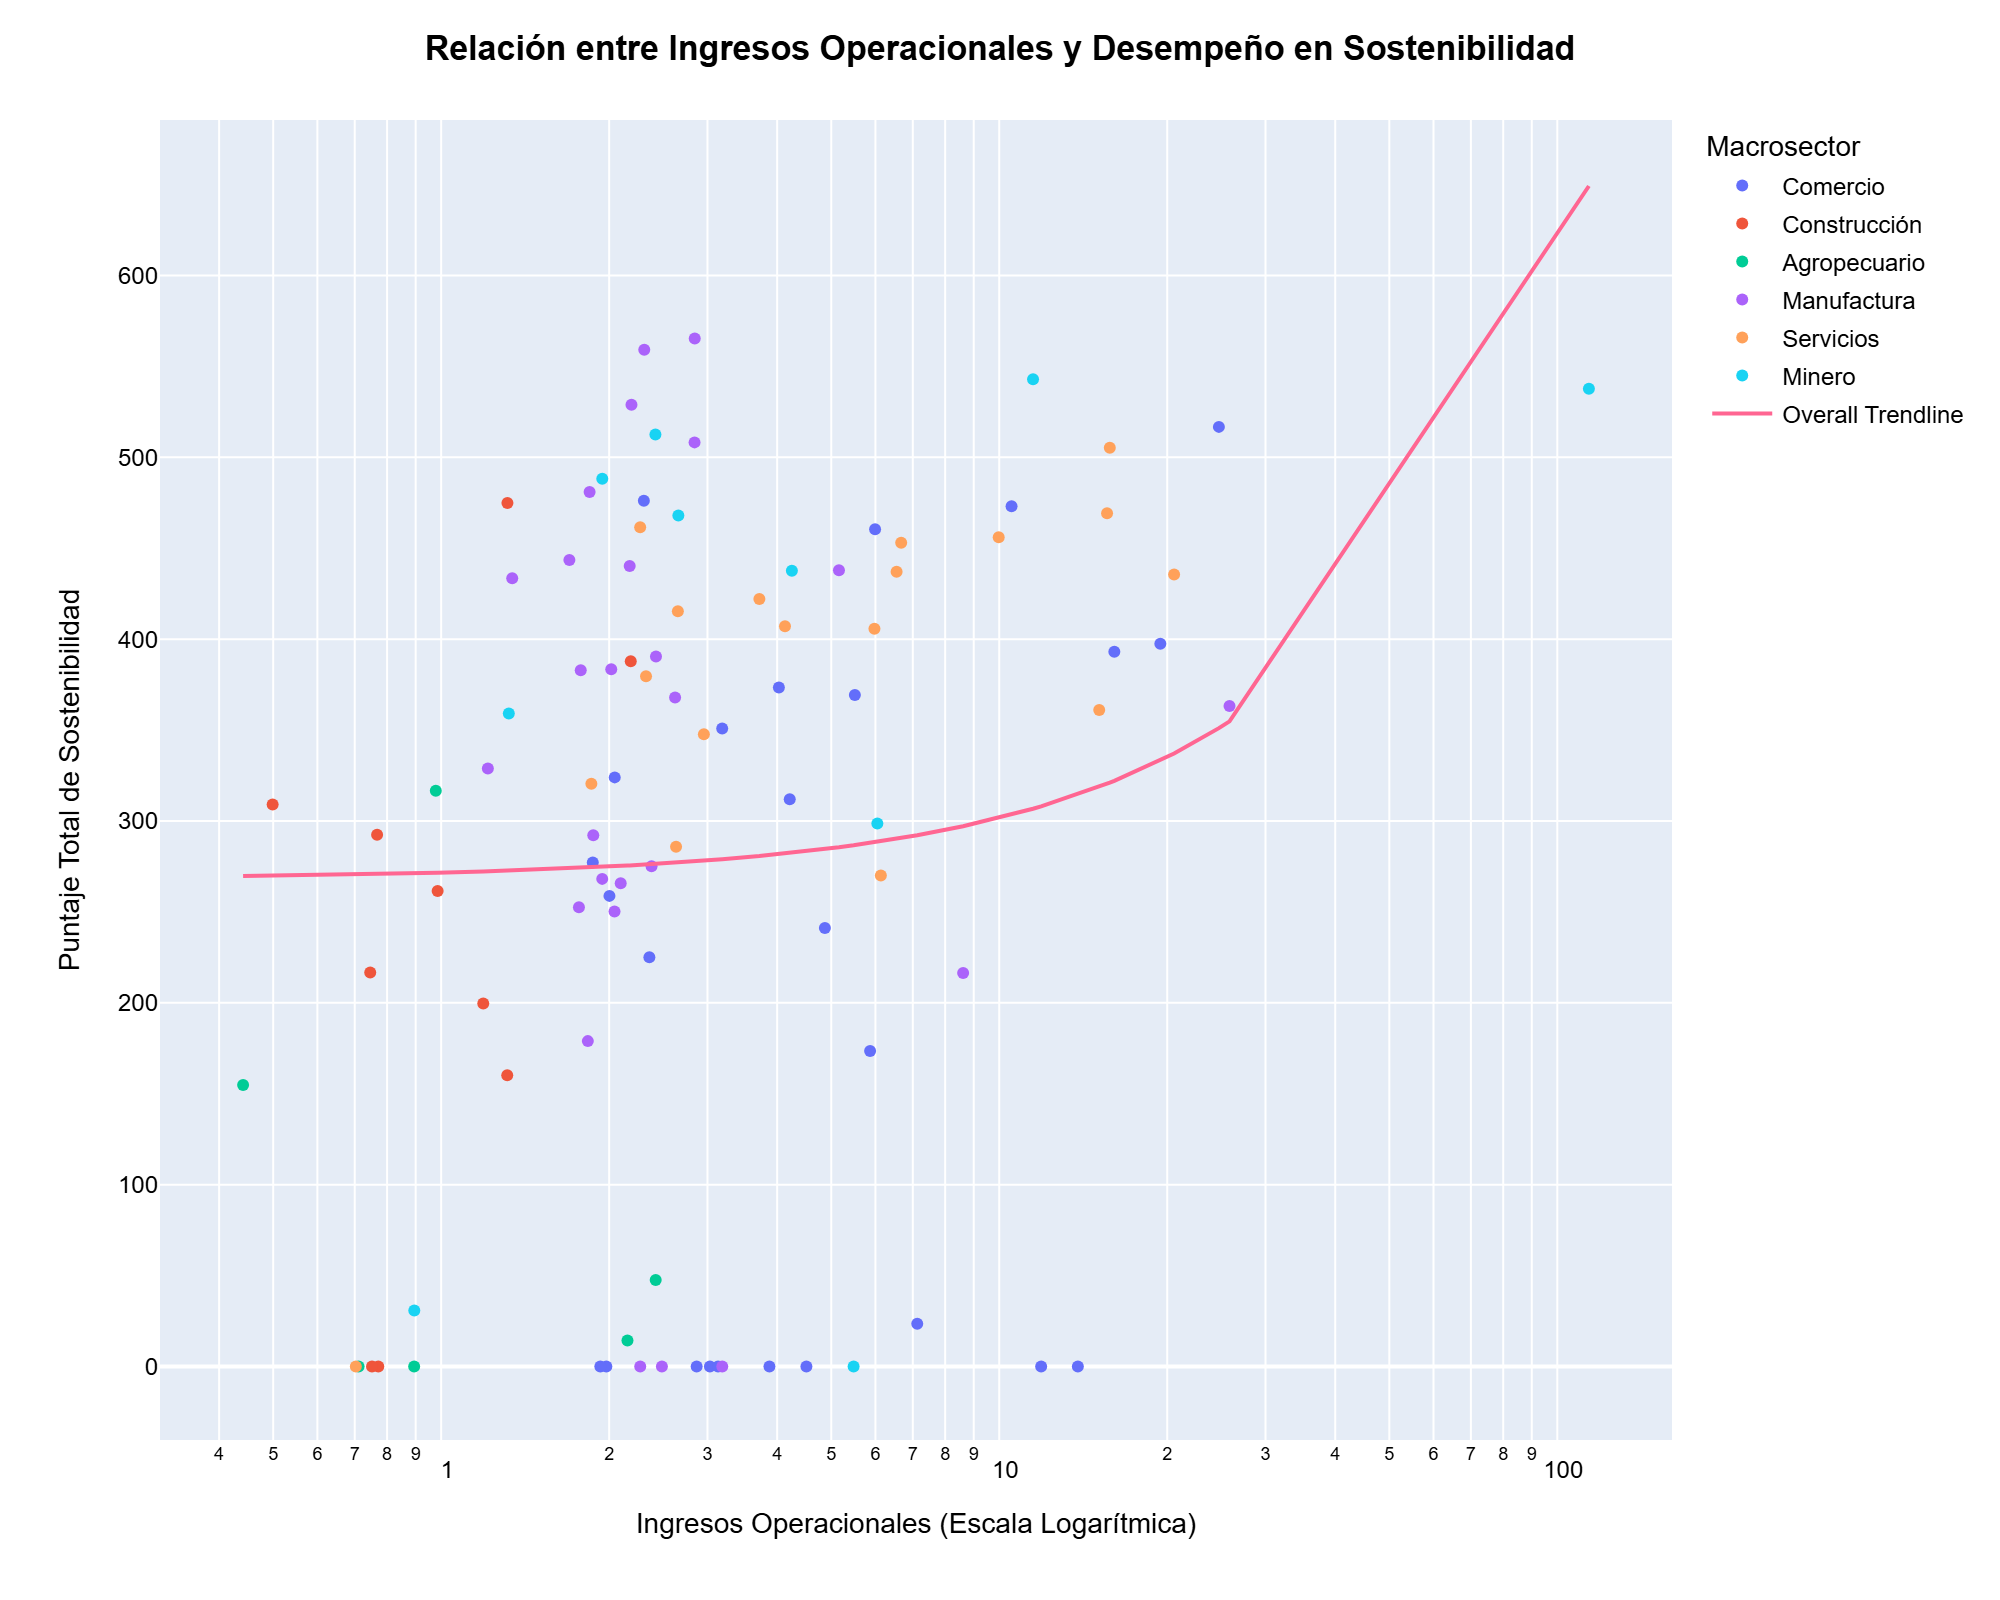 Relación entre Ingresos Operacionales y Desempeño en Sostenibilidad
Macrosector
Comercio
Construcción
Agropecuario
Manufactura
Servicios
Minero
Overall Trendline
Puntaje Total de Sostenibilidad
600
500
400
300
200
100
0
4 5 6 7 8 9 2 3 4 5 6 7 8 9 2 3 4 5 6 7 8 9
1 10 100
Ingresos Operacionales (Escala Logarítmica)